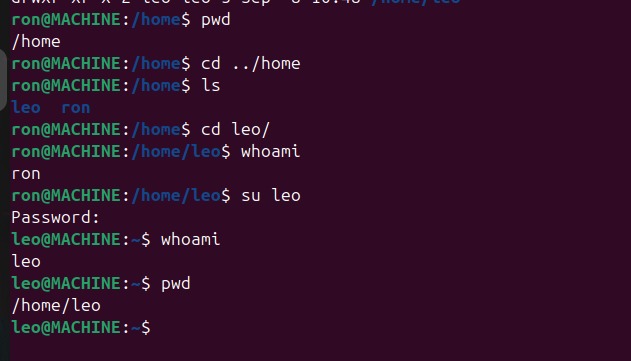 ron@MACHINE:/home$ pwd
/home
ron@MACHINE:/home$ cd ../home
ron@MACHINE:/home$ ls
leo  ron
ron@MACHINE:/home$ cd leo/
ron@MACHINE:/home/leo$ whoami
ron
ron@MACHINE:/home/leo$ su leo
Password:
leo@MACHINE:~$ whoami
leo
leo@MACHINE:~$ pwd
/home/leo
leo@MACHINE:~$